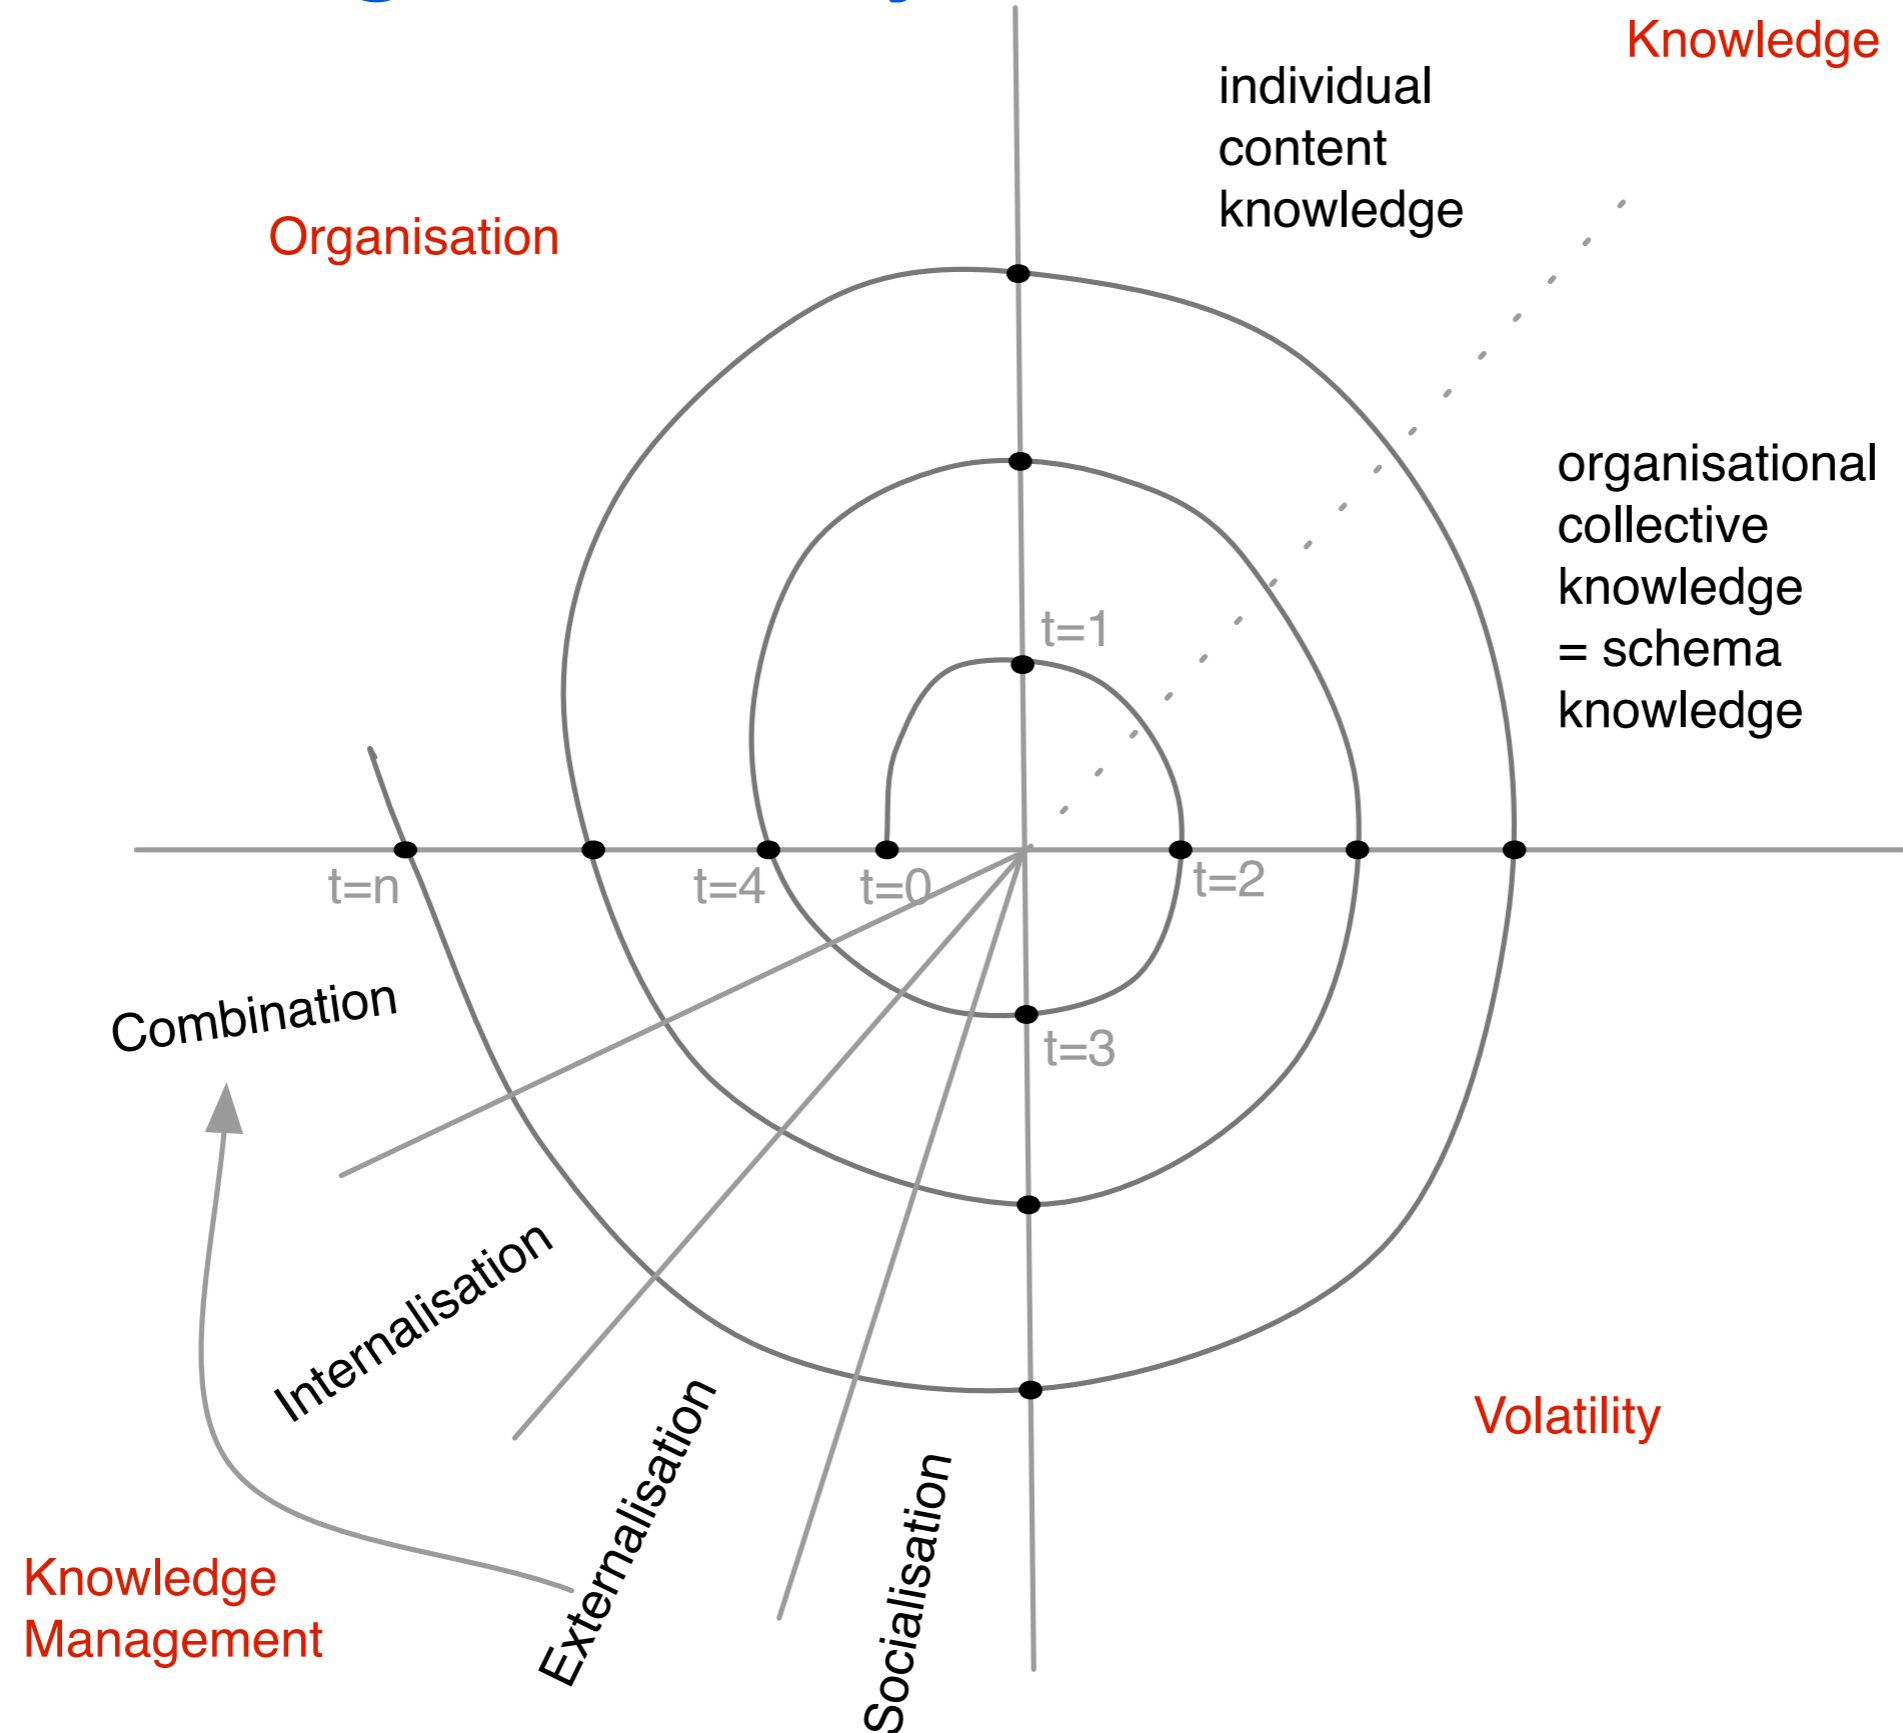 Knowledge
individual
content
knowledge
Organisation
organisational
collective
knowledge
= schema
knowledge
t=1
t=n
t=4
t=0
t=2
t=3
Combination
Internalisation
Externalisation
Socialisation
Volatility
Knowledge
Management